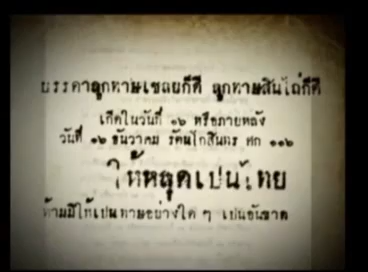 บรรดาลูกทาษเชลยก็ดี ลูกทาษสินไถ่ก็ดี
เกิดในวันที่ ๑๖ หรือภายหลัง
วันที่ ๑๖ ธันวาคม รัตนโกสินทร ศก ๑๑๖
ให้หลุดเปนไทย
ห้ามมิให้เปนทาษอย่างใด ๆ เปนอันขาด